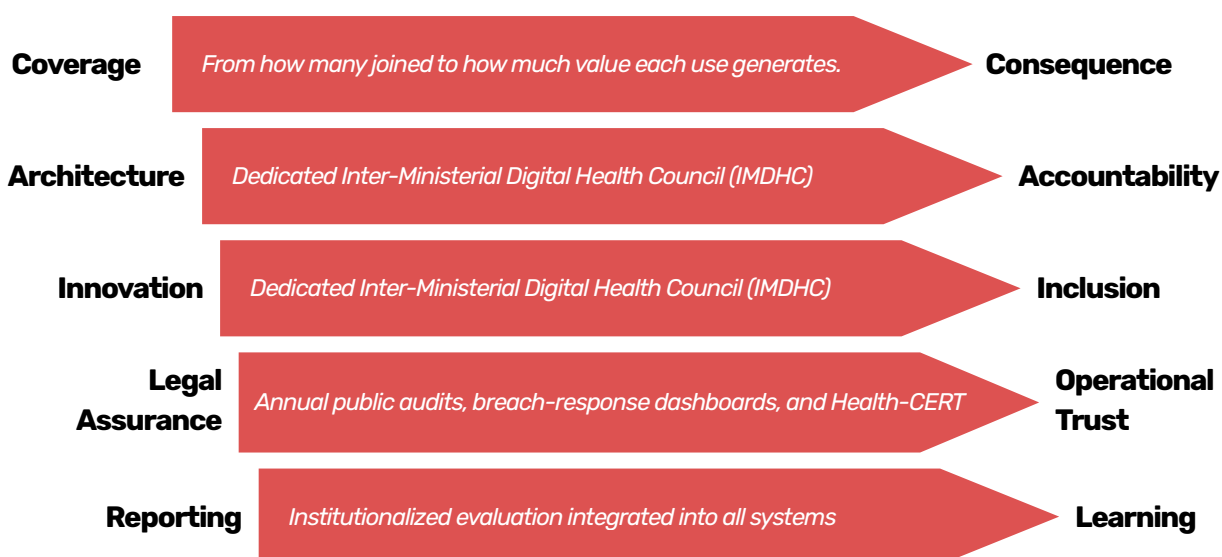 Coverage
From how many joined to how much value each use generates.
Consequence
Architecture
Dedicated Inter-Ministerial Digital Health Council (IMDHC)
Accountability
Innovation
Dedicated Inter-Ministerial Digital Health Council (IMDHC)
Inclusion
Legal
Assurance
Annual public audits, breach-response dashboards, and Health-CERT
Operational
Trust
Reporting
Institutionalized evaluation integrated into all systems
Learning